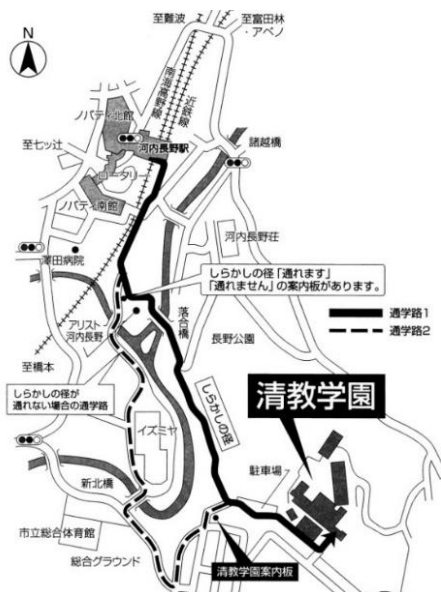 至難波
至富田林
・アベノ
N
南海高野線
近鉄線
ノバティ北館
河内長野駅
諸越橋
至七ッ辻
ロータリー
ノバティ南館
河内長野荘
澤田病院
しらかしの径「通れます」
「通れません」の案内板があります。
通学路1
通学路2
落合橋
アリスト
河内長野
長野公園
至橋本
しらかしの径が
通れない場合の通学路
しらかしの径
清教学園
イズミヤ
駐車場
新北橋
市立総合体育館
総合グラウンド
清教学園案内板